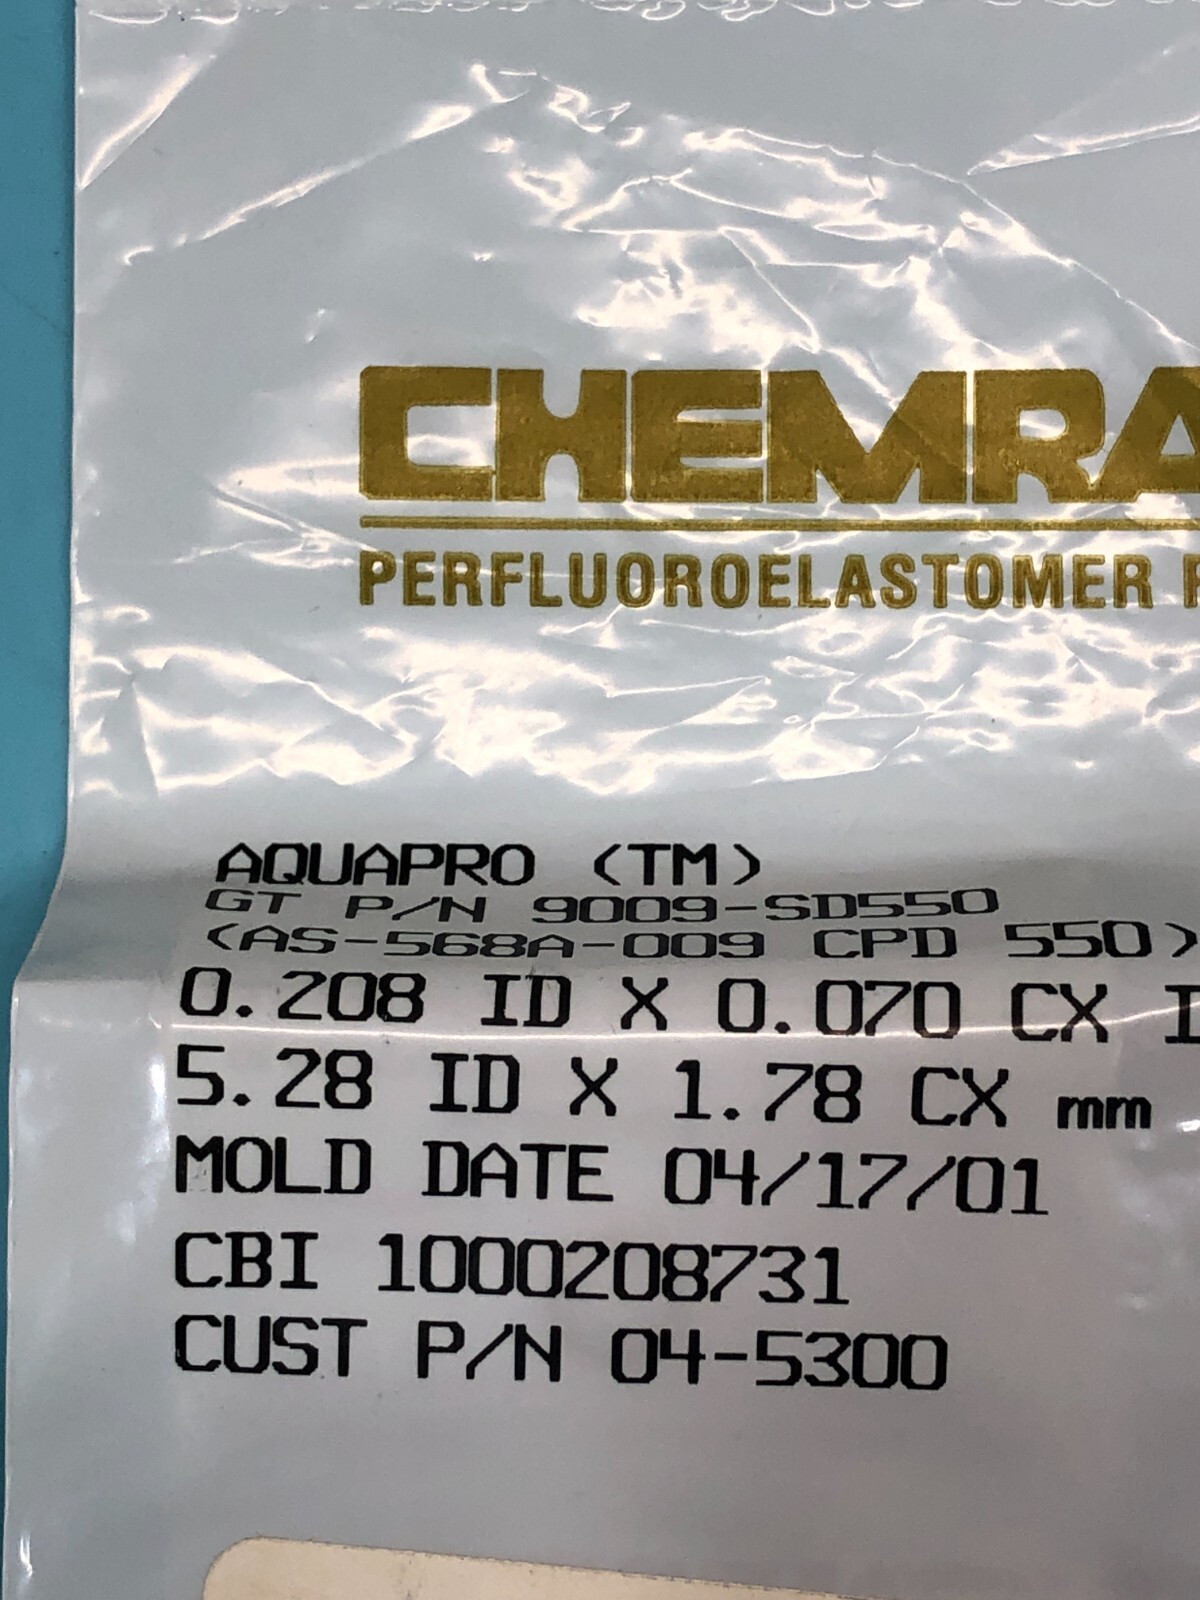 CHEMRA
PERFLUOROELASTOMER
AQUAPRO (TM)
GT P/N 9009-SD550
(AS-568A-009 CPD 550)
0.208 ID X 0.070 CX I
5.28 ID X 1.78 CX mm
MOLD DATE 04/17/01
CBI 1000208731
CUST P/N 04-5300